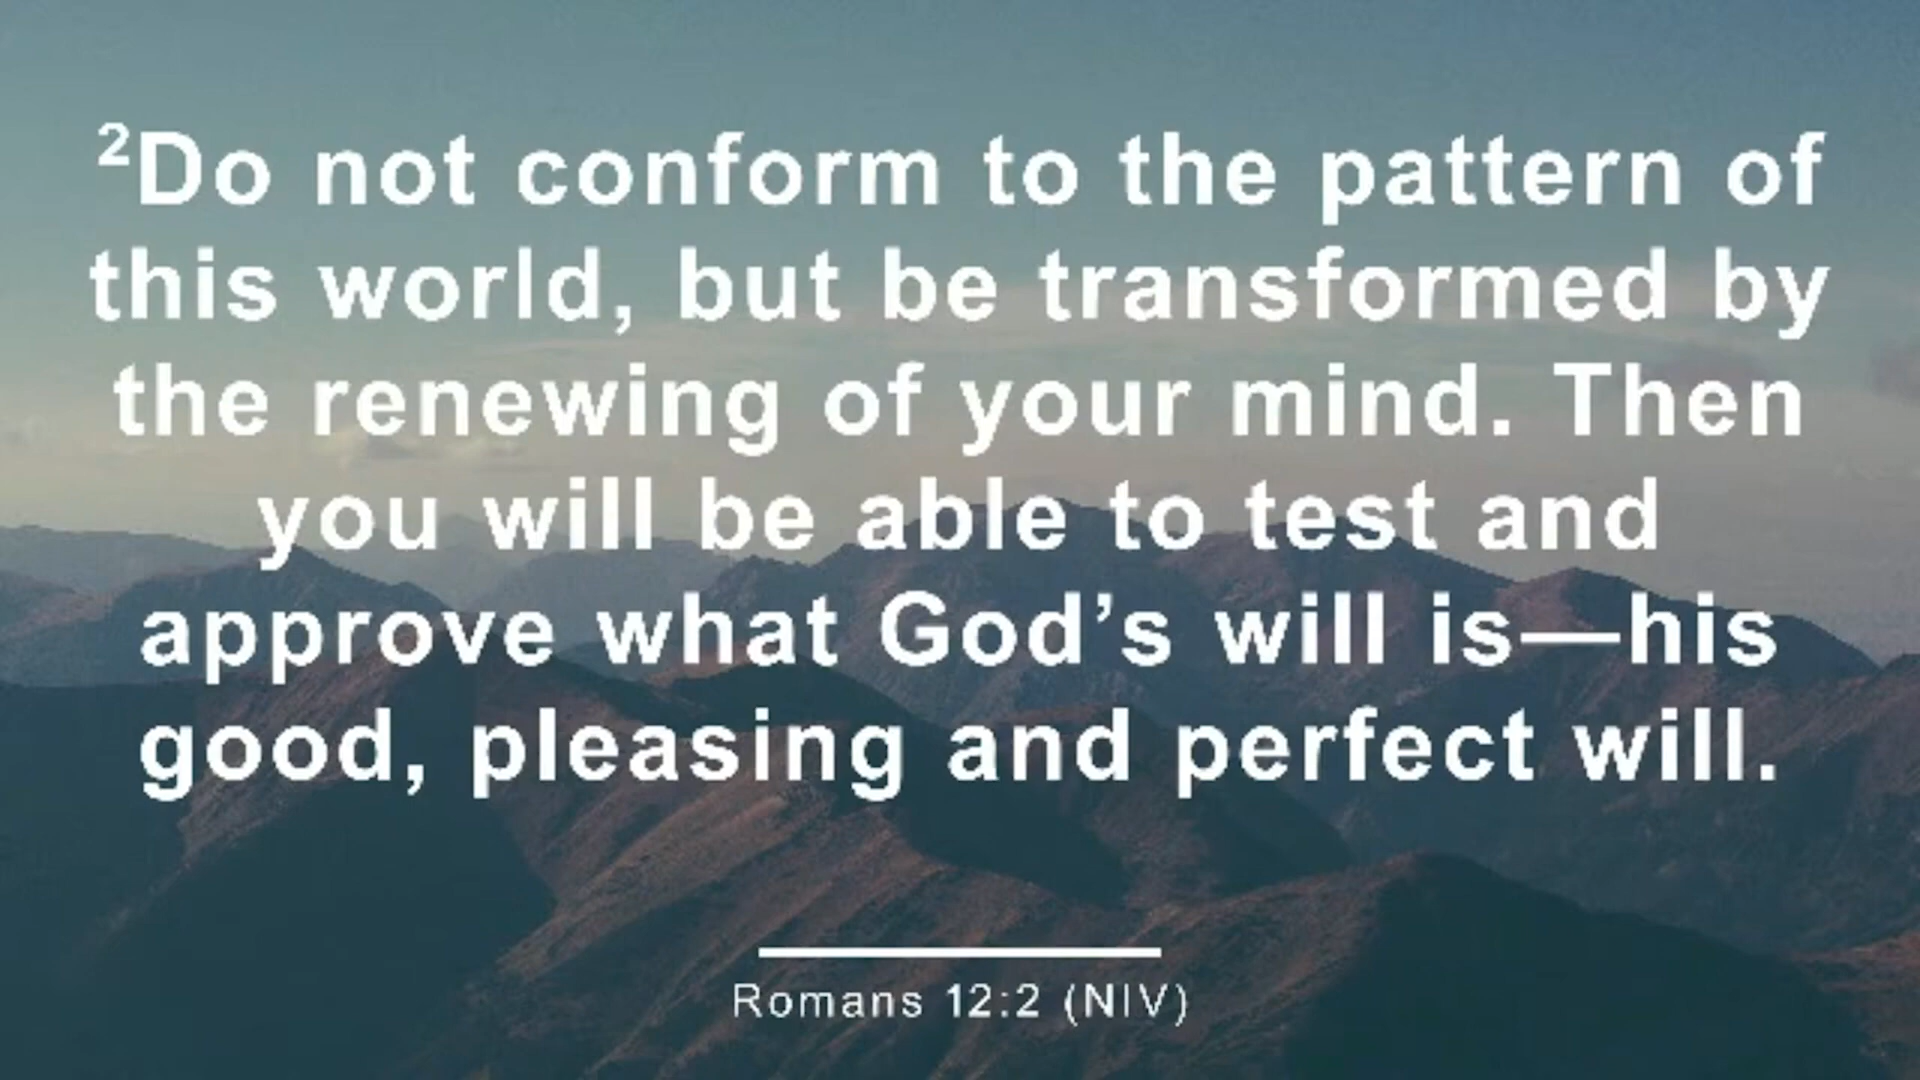 ²Do not conform to the pattern of
this world, but be transformed by
the renewing of your mind. Then
you will be able to test and
approve what God’s will is—his
good, pleasing and perfect will.
Romans 12:2 (NIV)